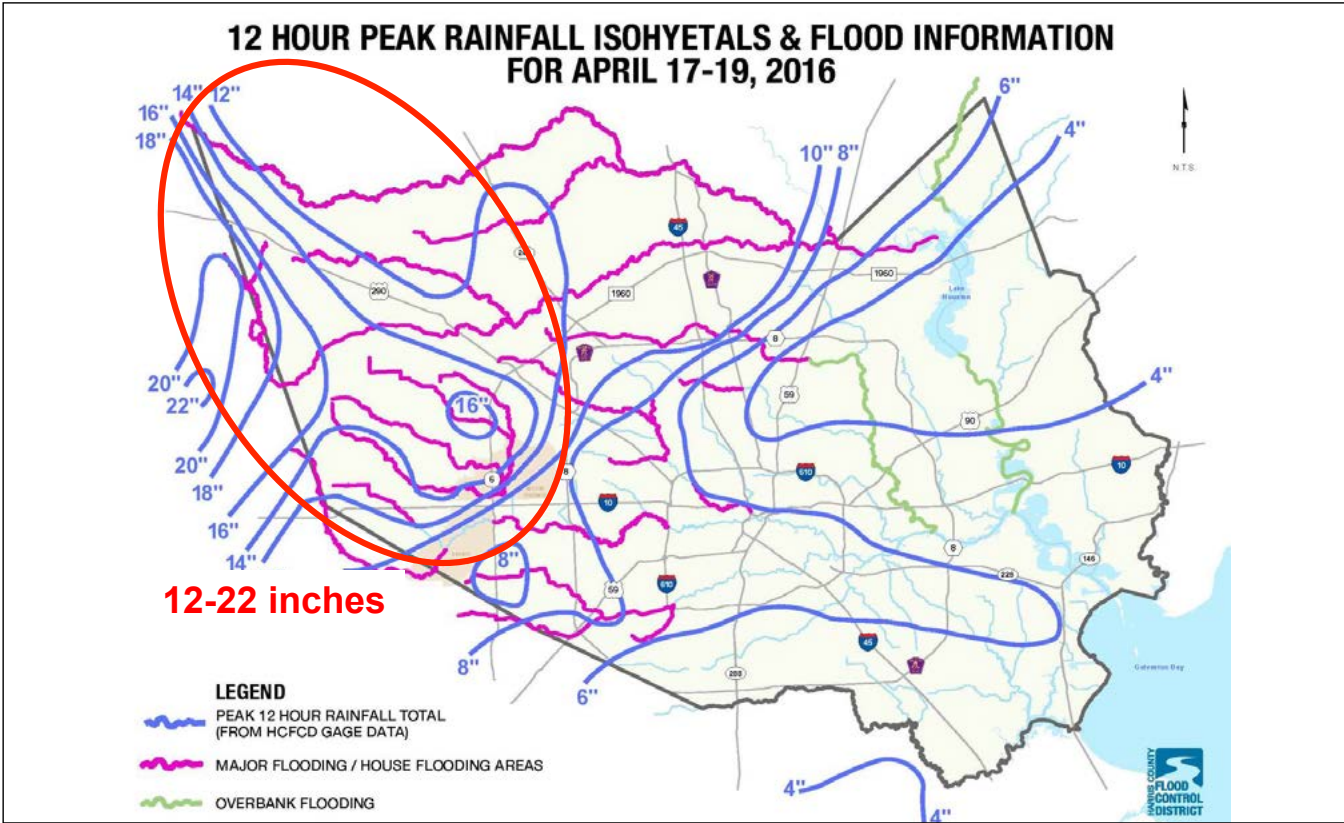 12 HOUR PEAK RAINFALL ISOHYETALS & FLOOD INFORMATION
FOR APRIL 17-19, 2016
14" 12"
16"
18"
6"
4"
10" 8"
N.T.S.
45
290
1960
1960
Lake
Houston
8
20"
22"
16"
59
4"
90
20"
18"
6
8
610
10
16"
10
14"
8"
8
146
225
610
59
12-22 inches
45
8"
6"
288
Galveston Bay
LEGEND
PEAK 12 HOUR RAINFALL TOTAL
(FROM HCFCD GAGE DATA)
MAJOR FLOODING / HOUSE FLOODING AREAS
OVERBANK FLOODING
4"
4"
HARRIS COUNTY
FLOOD
CONTROL
DISTRICT